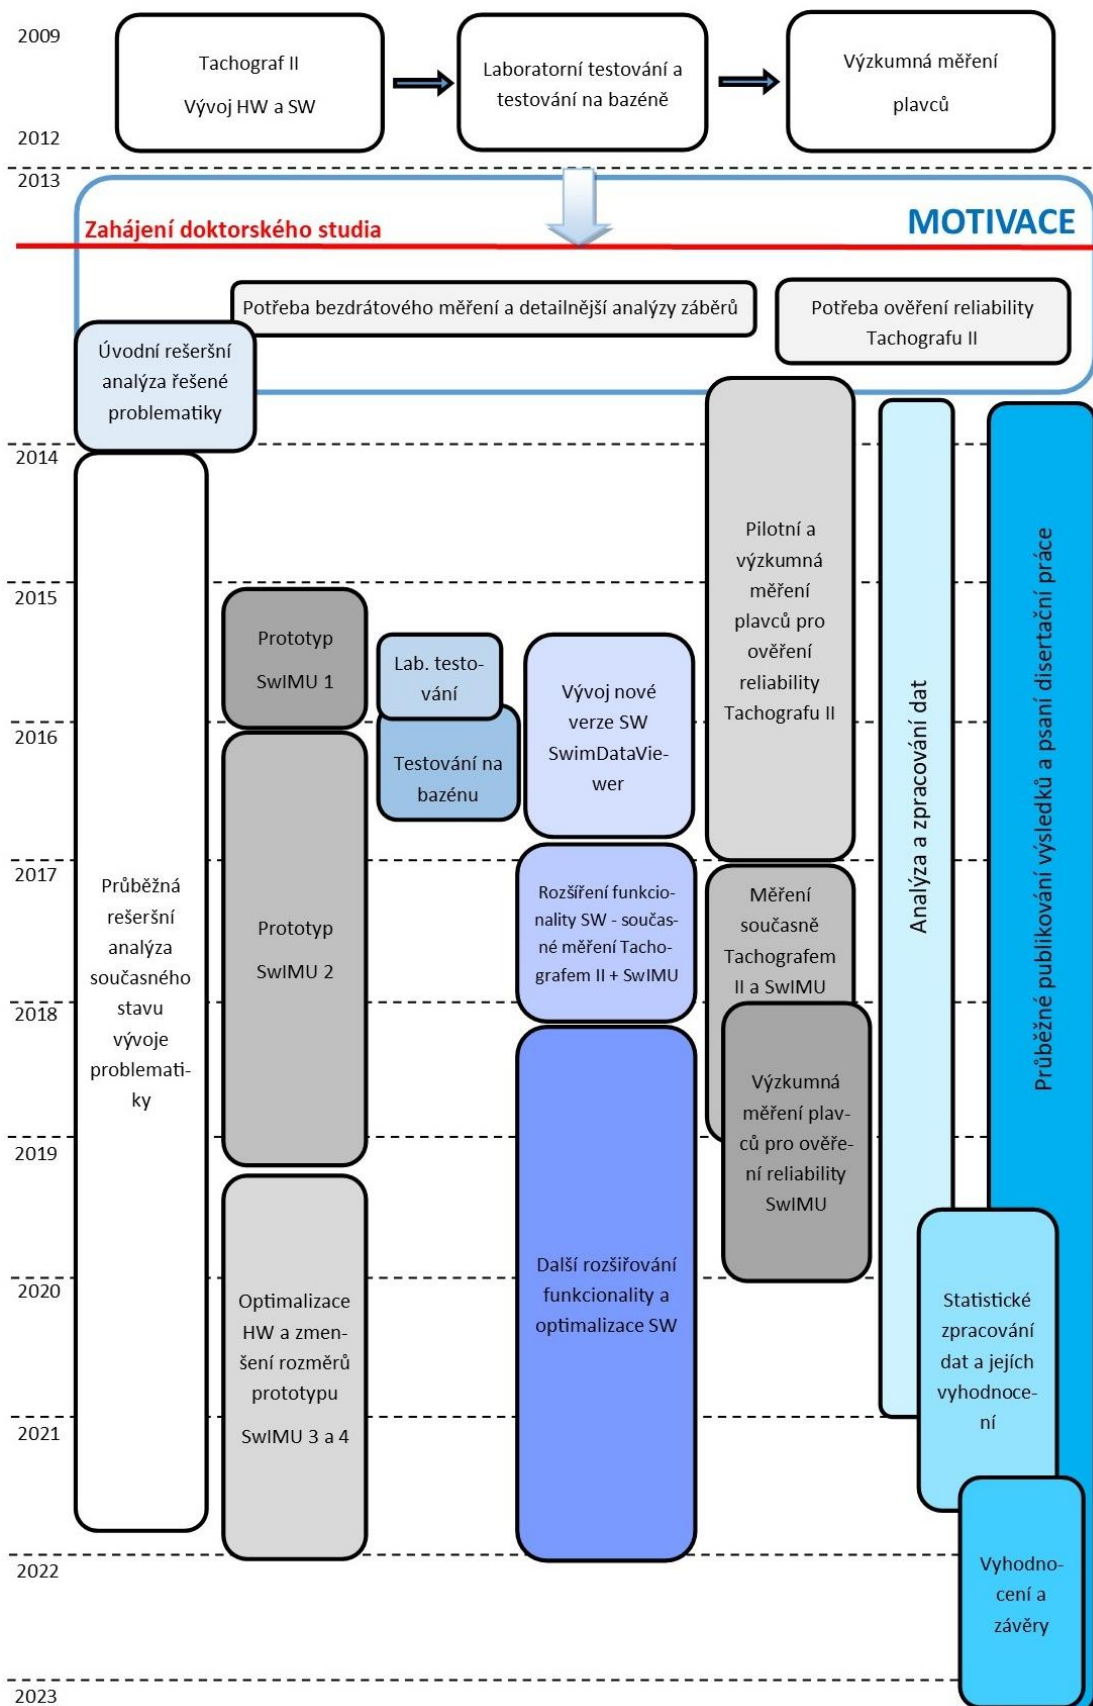 2009
Tachograf II
Vývoj HW a SW
Laboratorní testování a
testování na bazéně
Výzkumná měření
plavců
2012
2013
Zahájení doktorského studia
MOTIVACE
Potřeba bezdrátového měření a detailnější analýzy záběrů
Potřeba ověření reliability
Tachografu II
Úvodní rešeršní
analýza řešené
problematiky
2014
Pilotní a
výzkumná
měření
plavců pro
ověření
reliability
Tachografu II
2015
Prototyp
SwIMU 1
Lab. testo-
vání
Vývoj nové
verze SW
SwimDataVie-
wer
2016
Testování na
bazénu
Analýza a zpracování dat
Průběžné publikování výsledků a psaní disertační práce
2017
Průběžná
rešeršní
analýza
současného
stavu
vývoje
problemati-
ky
Prototyp
SwIMU 2
Rozšíření funkcio-
nality SW - součas-
né měření Tacho-
grafem II + SwIMU
Měření
současně
Tachografem
II a SwIMU
2018
Výzkumná
měření plav-
ců pro ověře-
ní reliability
SwIMU
2019
Další rozšiřování
funkcionality a
optimalizace SW
2020
Optimalizace
HW a zmen-
šení rozměrů
prototypu
SwIMU 3 a 4
Statistické
zpracování
dat a jejích
vyhodnoce-
ní
2021
2022
Vyhodno-
cení a
závěry
2023